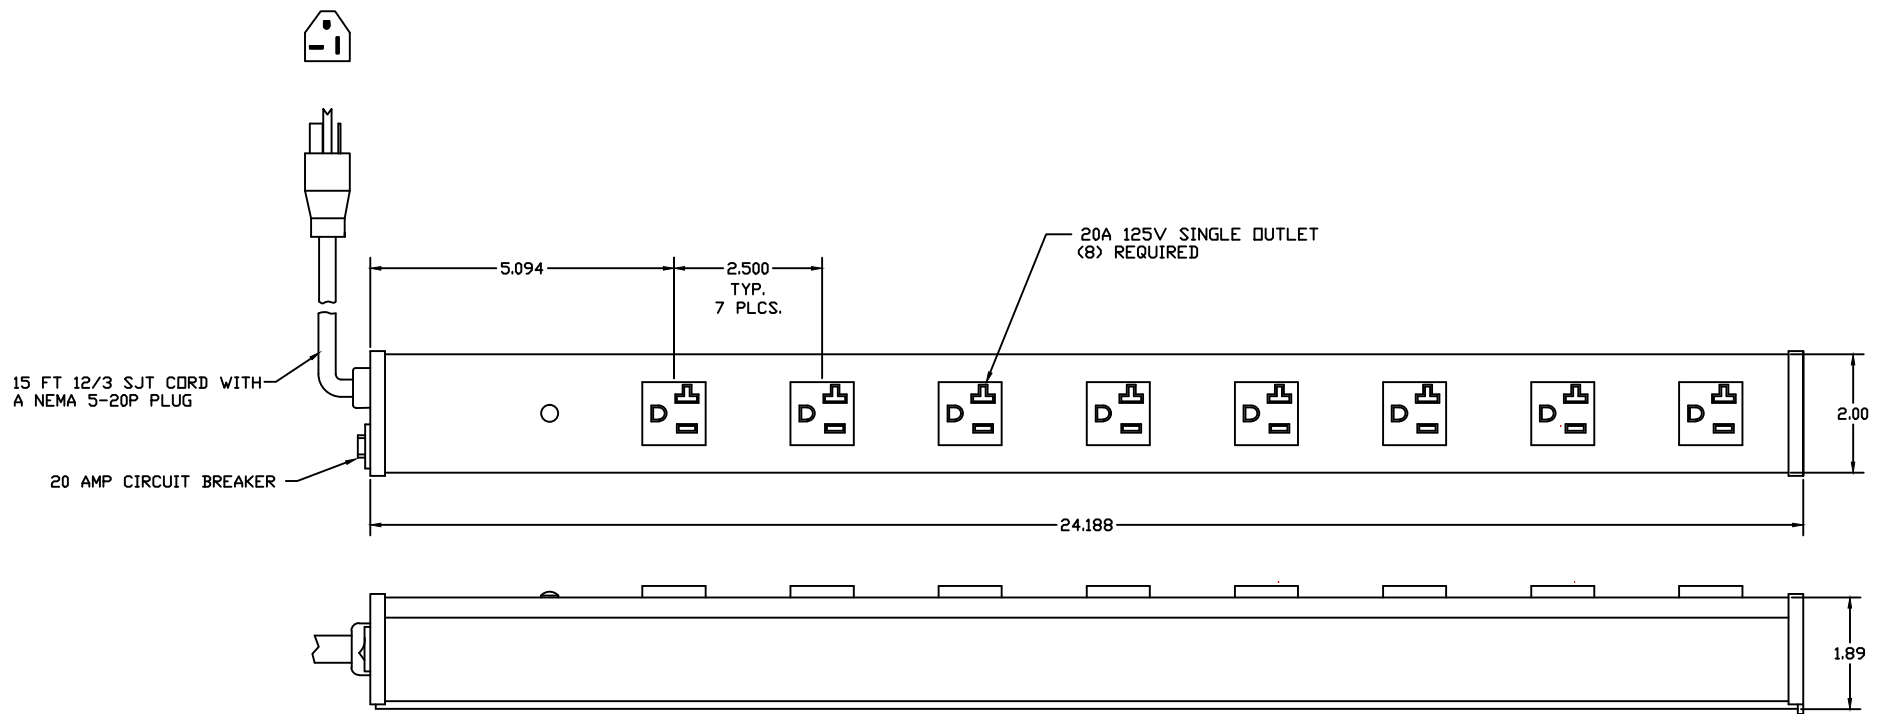 20A 125V SINGLE OUTLET
(8) REQUIRED
5.094
2.500
TYP.
7 PLCS.
15 FT 12/3 SJT CORD WITH
A NEMA 5-20P PLUG
2.00
20 AMP CIRCUIT BREAKER
24.188
1.89